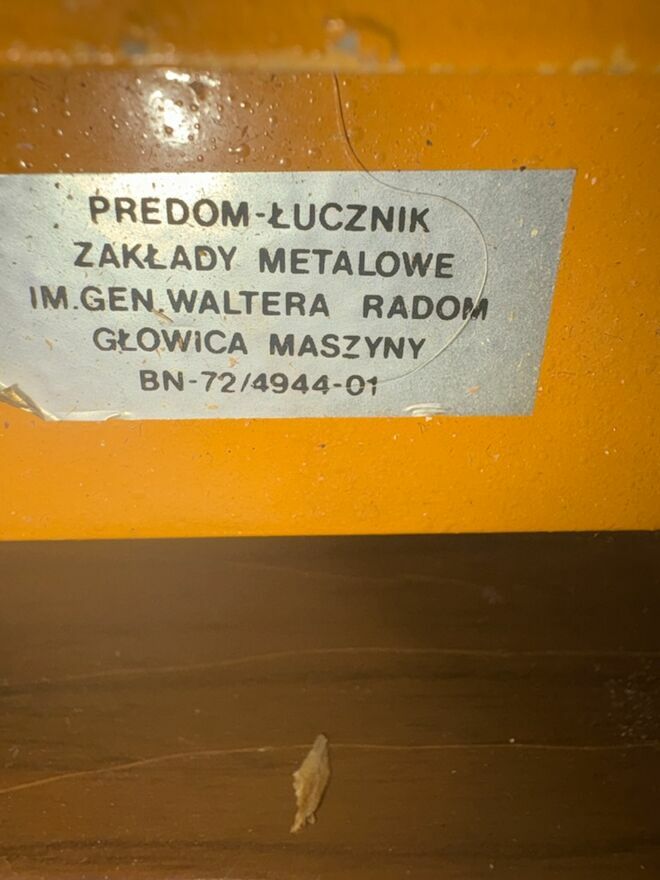 PREDOM-ŁUCZNIK
ZAKŁADY METALOWE
IM.GEN.WALTERA RADOM
GŁOWICA MASZYNY
BN-72/4944-01